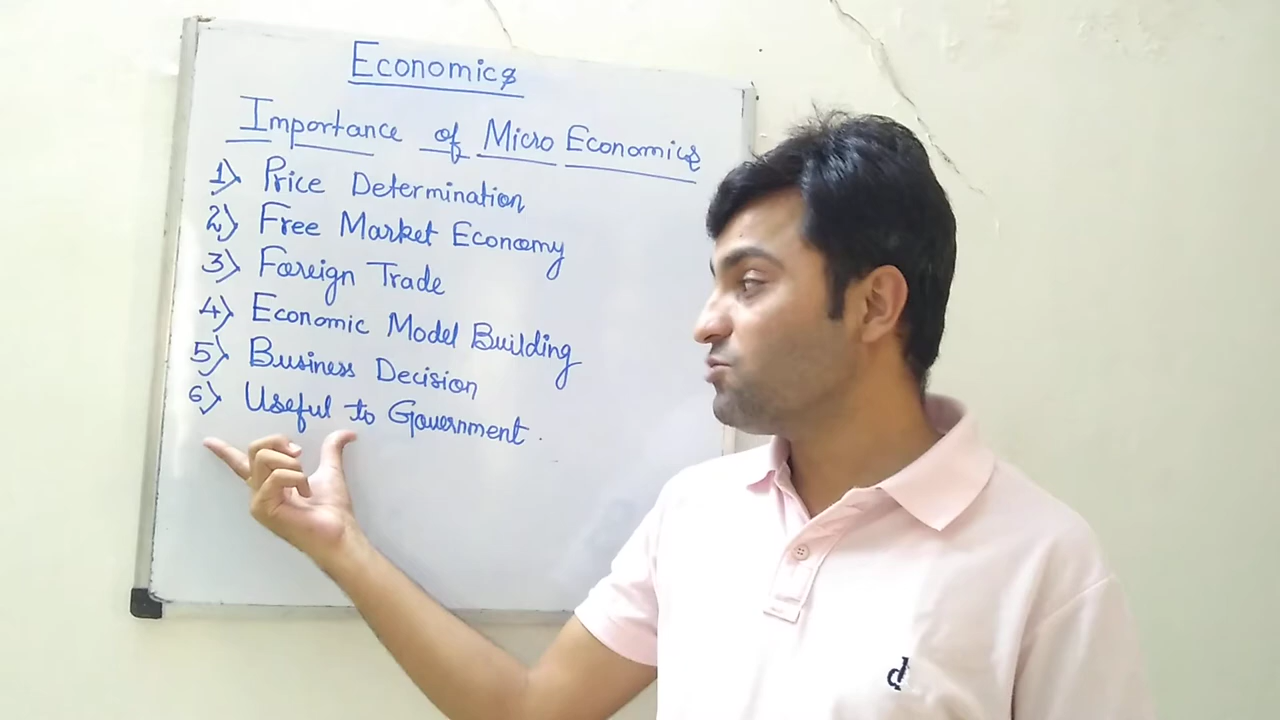 Economics
Importance of Micro Economics
1) Price Determination
2) Free Market Economy
3) Foreign Trade
4) Economic Model Building
5) Business Decision
6) Useful to Government.
d